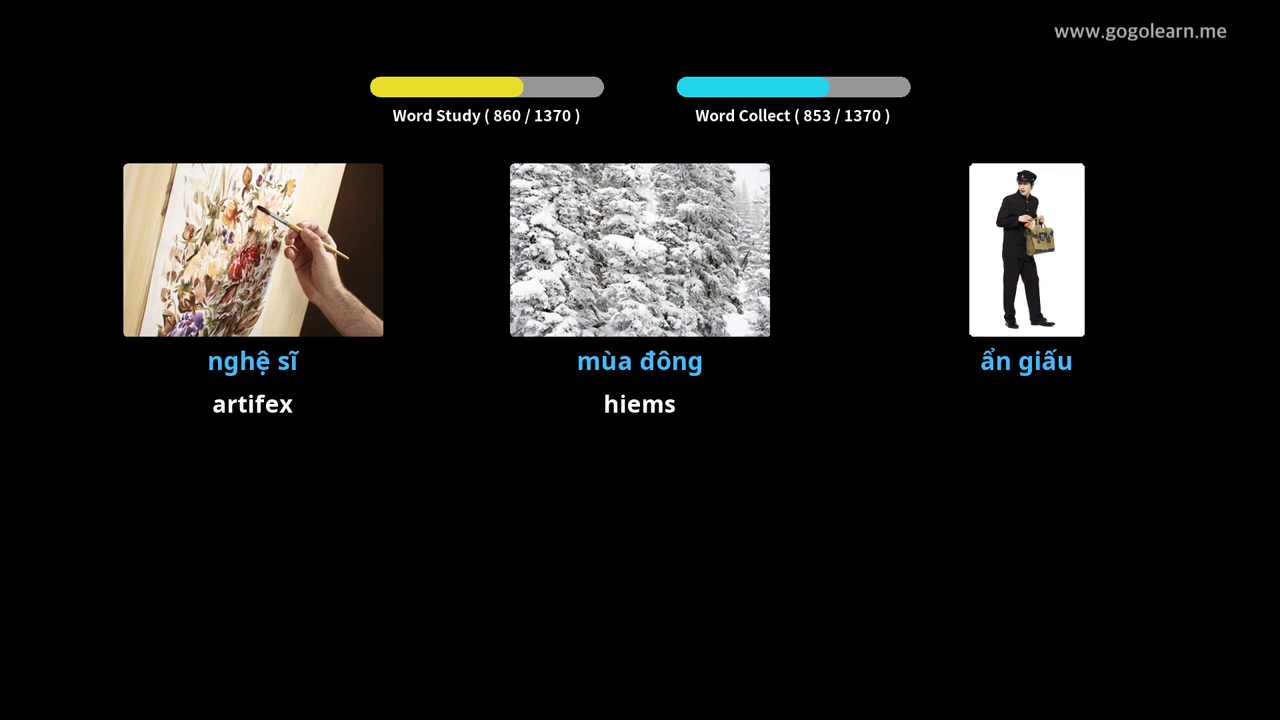 www.gogolearn.me
Word Study ( 860 / 1370 )
Word Collect ( 853 / 1370 )
nghệ sĩ
artifex
mùa đông
hiems
ẩn giấu